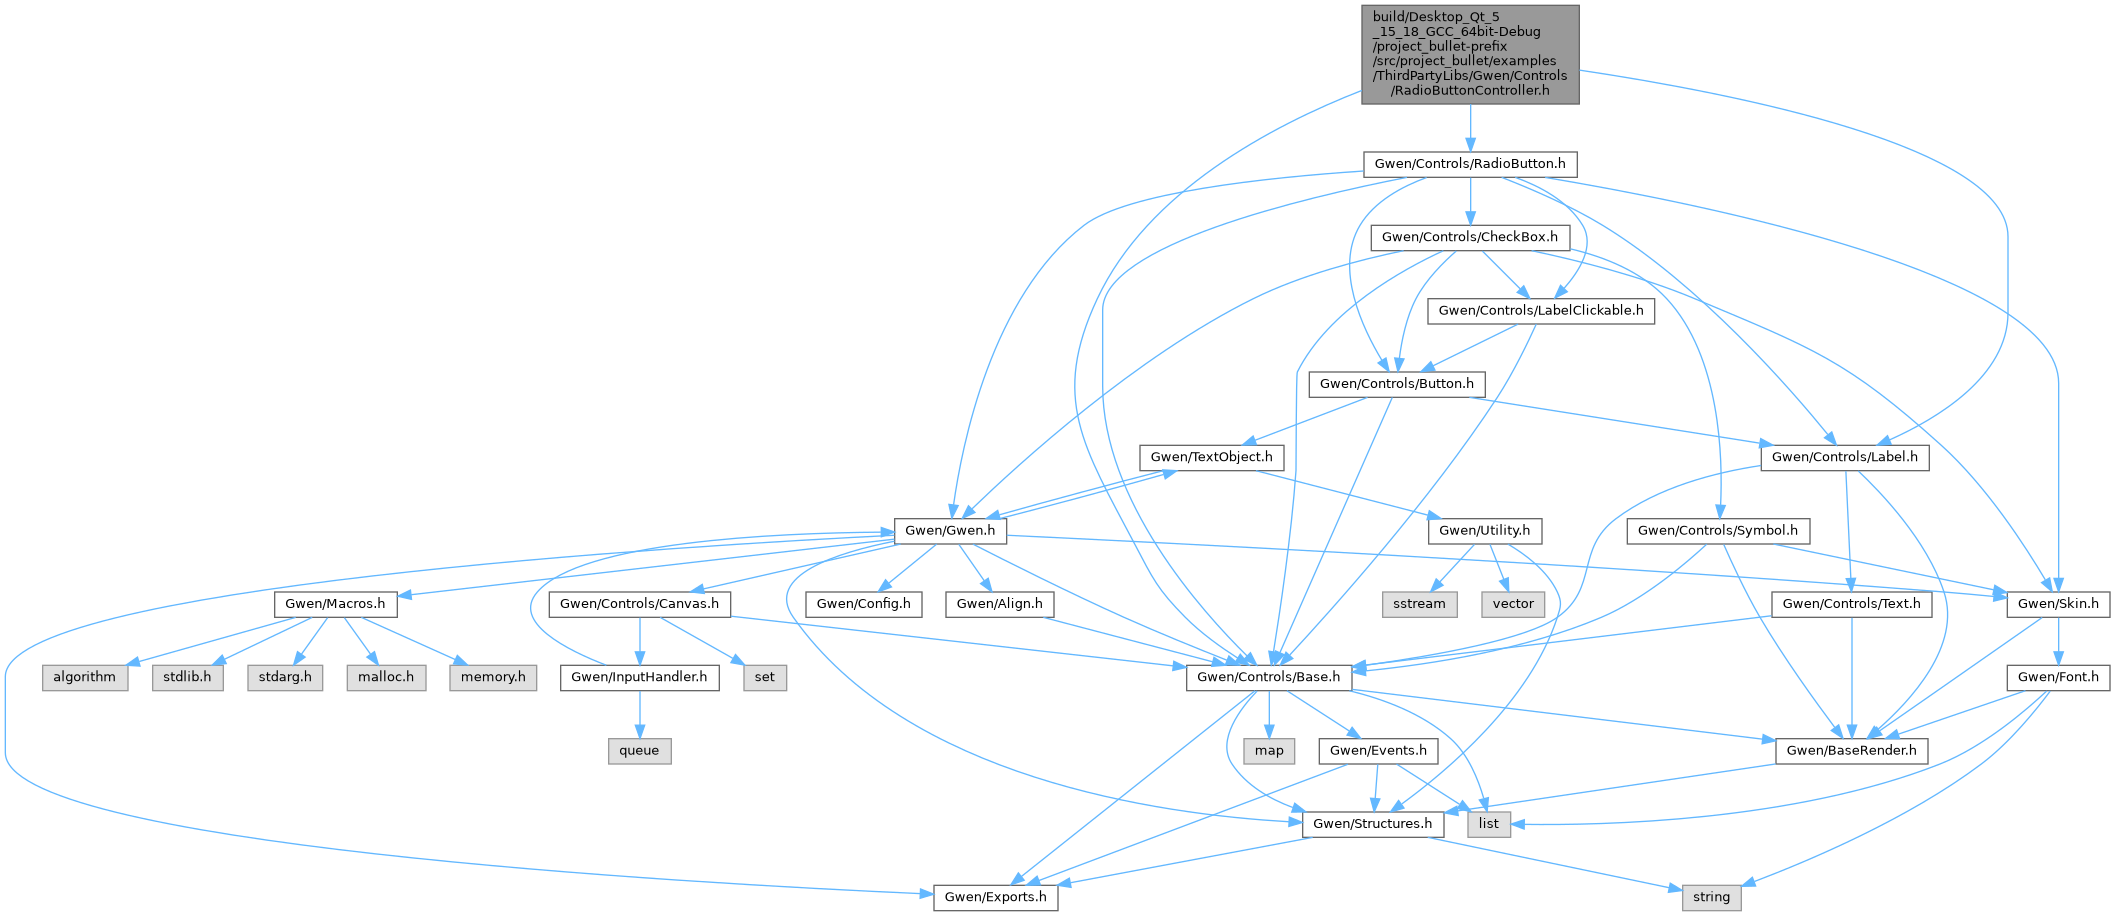 build/Desktop_Qt_5
_15_18_GCC_64bit-Debug
/project_bullet-prefix
/src/project_bullet/examples
/ThirdPartyLibs/Gwen/Controls
/RadioButtonController.h
Gwen/Controls/RadioButton.h
Gwen/Controls/CheckBox.h
Gwen/Controls/LabelClickable.h
Gwen/Controls/Button.h
Gwen/TextObject.h
Gwen/Controls/Label.h
Gwen/Gwen.h
Gwen/Utility.h
Gwen/Controls/Symbol.h
Gwen/Macros.h
Gwen/Controls/Canvas.h
Gwen/Config.h
Gwen/Align.h
sstream
vector
Gwen/Controls/Text.h
Gwen/Skin.h
algorithm
stdlib.h
stdarg.h
malloc.h
memory.h
Gwen/InputHandler.h
set
Gwen/Controls/Base.h
Gwen/Font.h
queue
map
Gwen/Events.h
Gwen/BaseRender.h
Gwen/Structures.h
list
Gwen/Exports.h
string